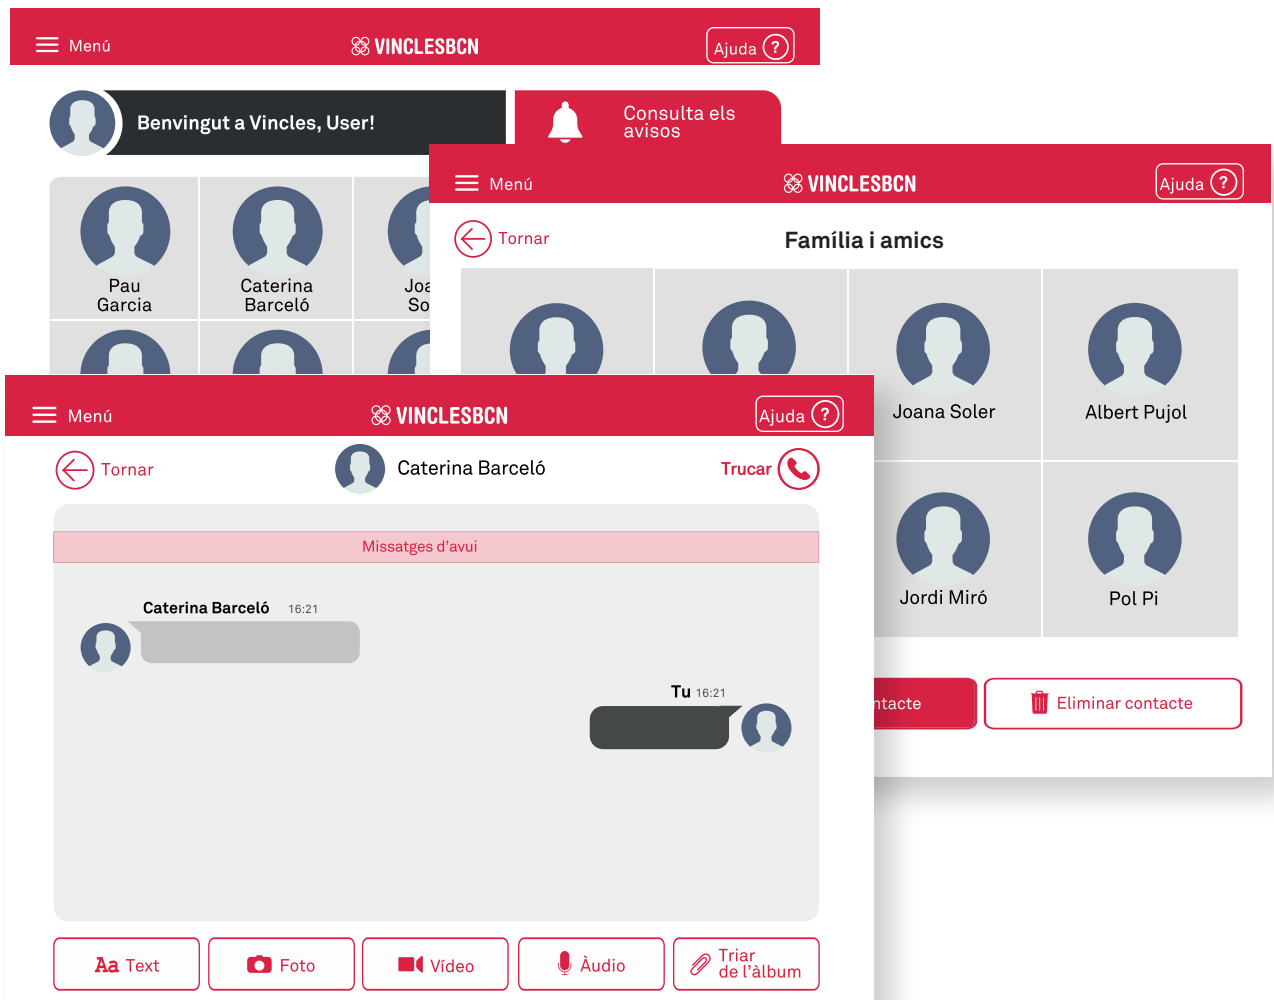 Menú
VINCLESBCN
Ajuda ?
Benvingut a Vincles, User!
Consulta els
avisos
Pau
Garcia
Caterina
Barceló
Menú
VINCLESBCN
Ajuda ?
Tornar
Família i amics
Joana Soler
Albert Pujol
Jordi Miró
Pol Pi
Eliminar contacte
Menú
VINCLESBCN
Ajuda ?
Tornar
Caterina Barceló
Trucar
Missatges d'avui
Caterina Barceló 16:21
Tu 16:21
Aa Text
Foto
Vídeo
Àudio
Triar
de l'àlbum